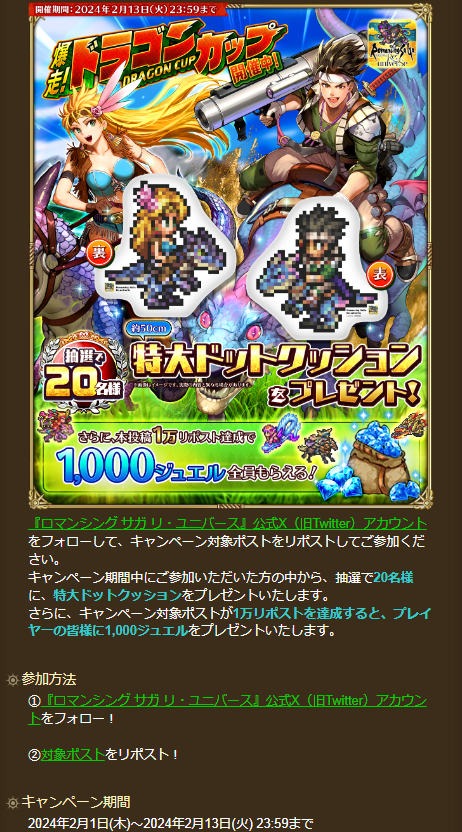 開催期間:2024年2月13日(火) 23:59まで
爆走!ドラゴンカップ
DRAGON CUP
開催中!
Romancing SaGa
Re;universe
裏
表
約50cm
抽選で
20名様
特大ドットクッション
をプレゼント!
さらに、本投稿1万リポスト達成で
1,000ジュエル全員もらえる!
『ロマンシング サガ リ・ユニバース』公式X(旧Twitter)アカウント
をフォローして、キャンペーン対象ポストをリポストしてご参加くだ
さい。
キャンペーン期間中にご参加いただいた方の中から、抽選で20名様
に、特大ドットクッションをプレゼントいたします。
さらに、キャンペーン対象ポストが1万リポストを達成すると、プレイ
ヤーの皆様に1,000ジュエルをプレゼントいたします。
参加方法
①『ロマンシング サガ リ・ユニバース』公式X(旧Twitter)アカウン
トをフォロー!
②対象ポストをリポスト!
キャンペーン期間
2024年2月1日(木)~2024年2月13日(火) 23:59まで